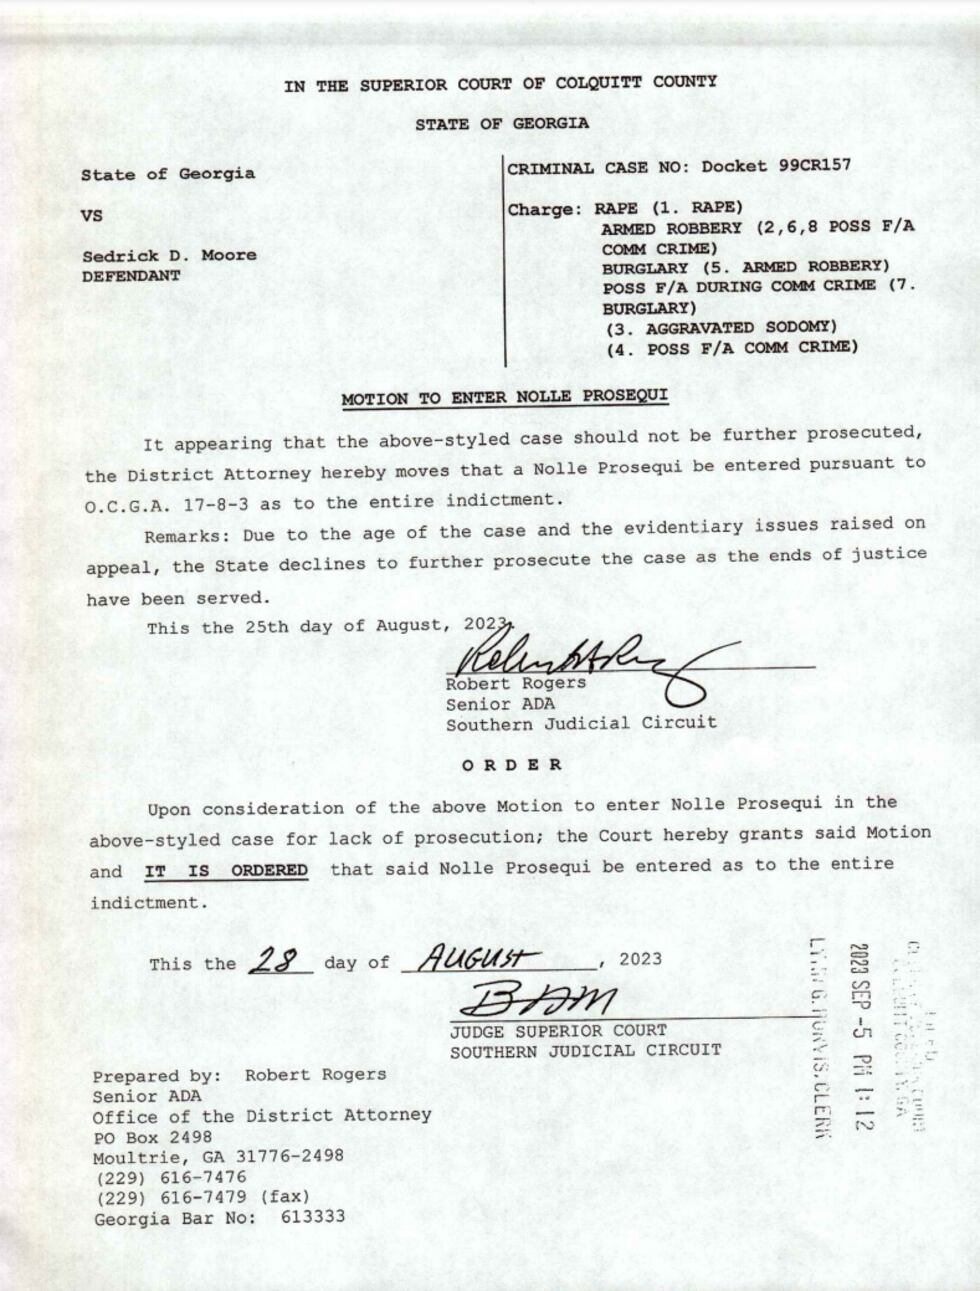 IN THE SUPERIOR COURT OF COLQUITT COUNTY
STATE OF GEORGIA
State of Georgia
VS
Sedrick D. Moore
DEFENDANT
CRIMINAL CASE NO: Docket 99CR157
Charge: RAPE (1. RAPE)
ARMED ROBBERY (2,6,8 POSS F/A
COMM CRIME)
BURGLARY (5. ARMED ROBBERY)
POSS F/A DURING COMM CRIME (7.
BURGLARY)
(3. AGGRAVATED SODOMY)
(4. POSS F/A COMM CRIME)
MOTION TO ENTER NOLLE PROSEQUI
It appearing that the above-styled case should not be further prosecuted,
the District Attorney hereby moves that a Nolle Prosequi be entered pursuant to
O.C.G.A. 17-8-3 as to the entire indictment.
Remarks: Due to the age of the case and the evidentiary issues raised on
appeal, the State declines to further prosecute the case as the ends of justice
have been served.
This the 25th day of August, 2023.
Robert Rogers
Senior ADA
Southern Judicial Circuit
O R D E R
Upon consideration of the above Motion to enter Nolle Prosequi in the
above-styled case for lack of prosecution; the Court hereby grants said Motion
and IT IS ORDERED that said Nolle Prosequi be entered as to the entire
indictment.
This the 28 day of AUGUST, 2023
JUDGE SUPERIOR COURT
SOUTHERN JUDICIAL CIRCUIT
Prepared by: Robert Rogers
Senior ADA
Office of the District Attorney
PO Box 2498
Moultrie, GA 31776-2498
(229) 616-7476
(229) 616-7479 (fax)
Georgia Bar No: 613333
2023 SEP -5 PM 1:12
G. PURVIS, CLERK